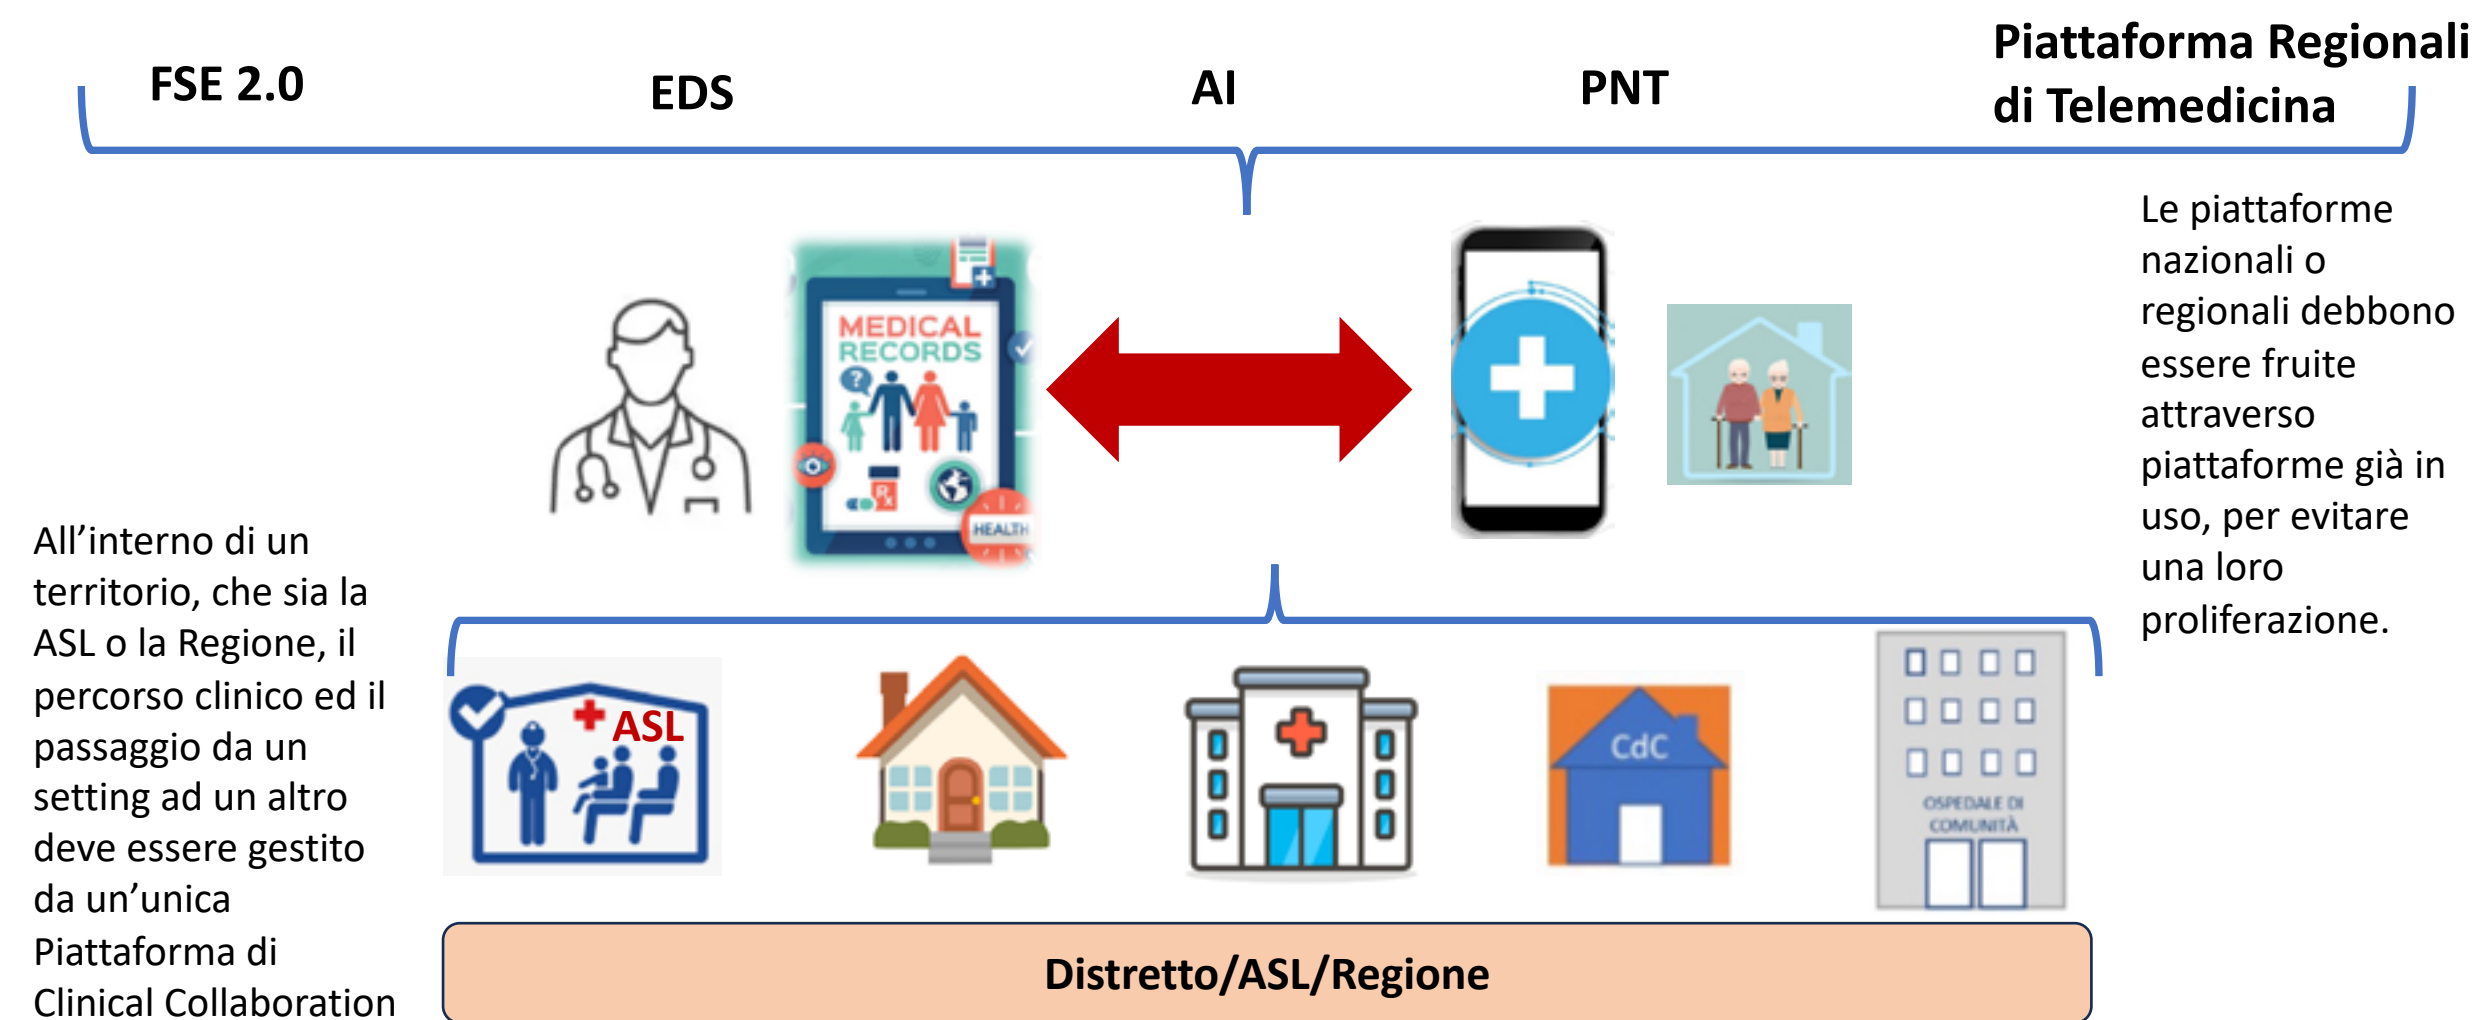 FSE 2.0
EDS
AI
PNT
Piattaforma Regionali
di Telemedicina
MEDICAL
RECORDS
?
Rx
HEALTH
Le piattaforme
nazionali o
regionali debbono
essere fruite
attraverso
piattaforme già in
uso, per evitare
una loro
proliferazione.
All’interno di un
territorio, che sia la
ASL o la Regione, il
percorso clinico ed il
passaggio da un
setting ad un altro
deve essere gestito
da un’unica
Piattaforma di
Clinical Collaboration
ASL
CdC
OSPEDALE DI
COMUNITÀ
Distretto/ASL/Regione